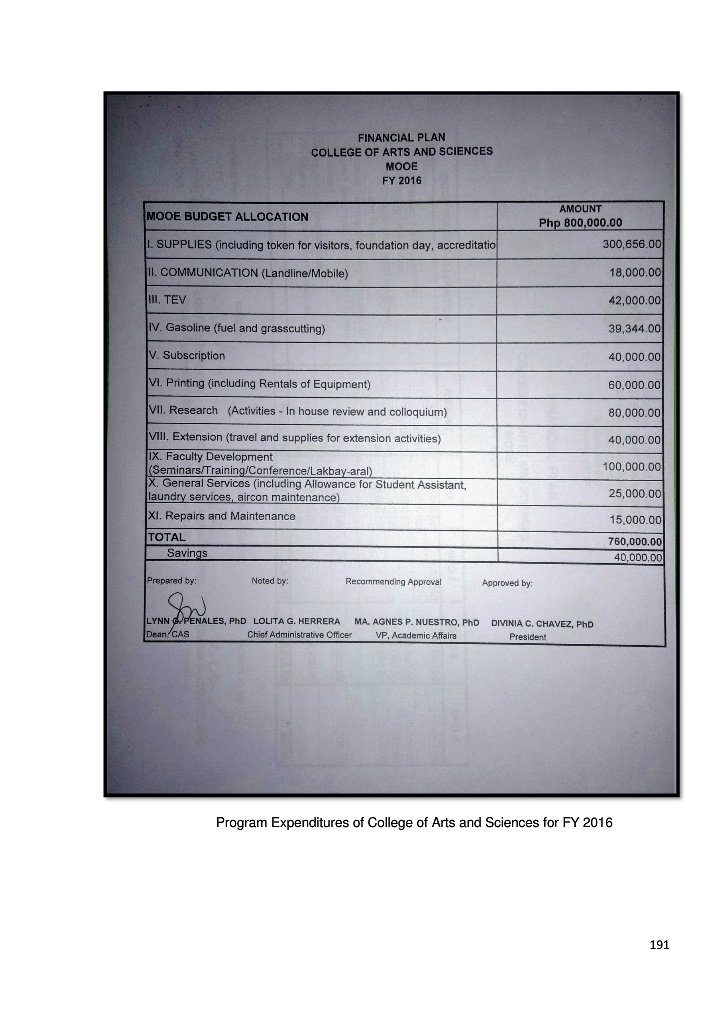 FINANCIAL PLAN
COLLEGE OF ARTS AND SCIENCES
MOOE
FY 2016
MOOE BUDGET ALLOCATION AMOUNT
Php 800,000.00
I. SUPPLIES (including token for visitors, foundation day, accreditatio 300,656.00
II. COMMUNICATION (Landline/Mobile) 18,000.00
III. TEV 42,000.00
IV. Gasoline (fuel and grasscutting) 39,344.00
V. Subscription 40,000.00
VI. Printing (including Rentals of Equipment) 60,000.00
VII. Research (Activities - In house review and colloquium) 80,000.00
VIII. Extension (travel and supplies for extension activities) 40,000.00
IX. Faculty Development
(Seminars/Training/Conference/Lakbay-aral) 100,000.00
X. General Services (including Allowance for Student Assistant,
laundry services, aircon maintenance) 25,000.00
XI. Repairs and Maintenance 15,000.00
TOTAL 760,000.00
Savings 40,000.00
Prepared by: Noted by: Recommending Approval Approved by:
LYNN G. PENALES, PhD LOLITA G. HERRERA MA. AGNES P. NUESTRO, PhD DIVINIA C. CHAVEZ, PhD
Dean/CAS Chief Administrative Officer VP, Academic Affairs President
Program Expenditures of College of Arts and Sciences for FY 2016
191